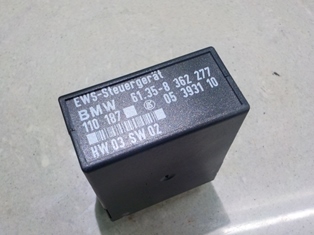 EWS-Steuergerät
BMW 61.35-8 362 277
110 187 05 3931 10
HW 03 SW 02